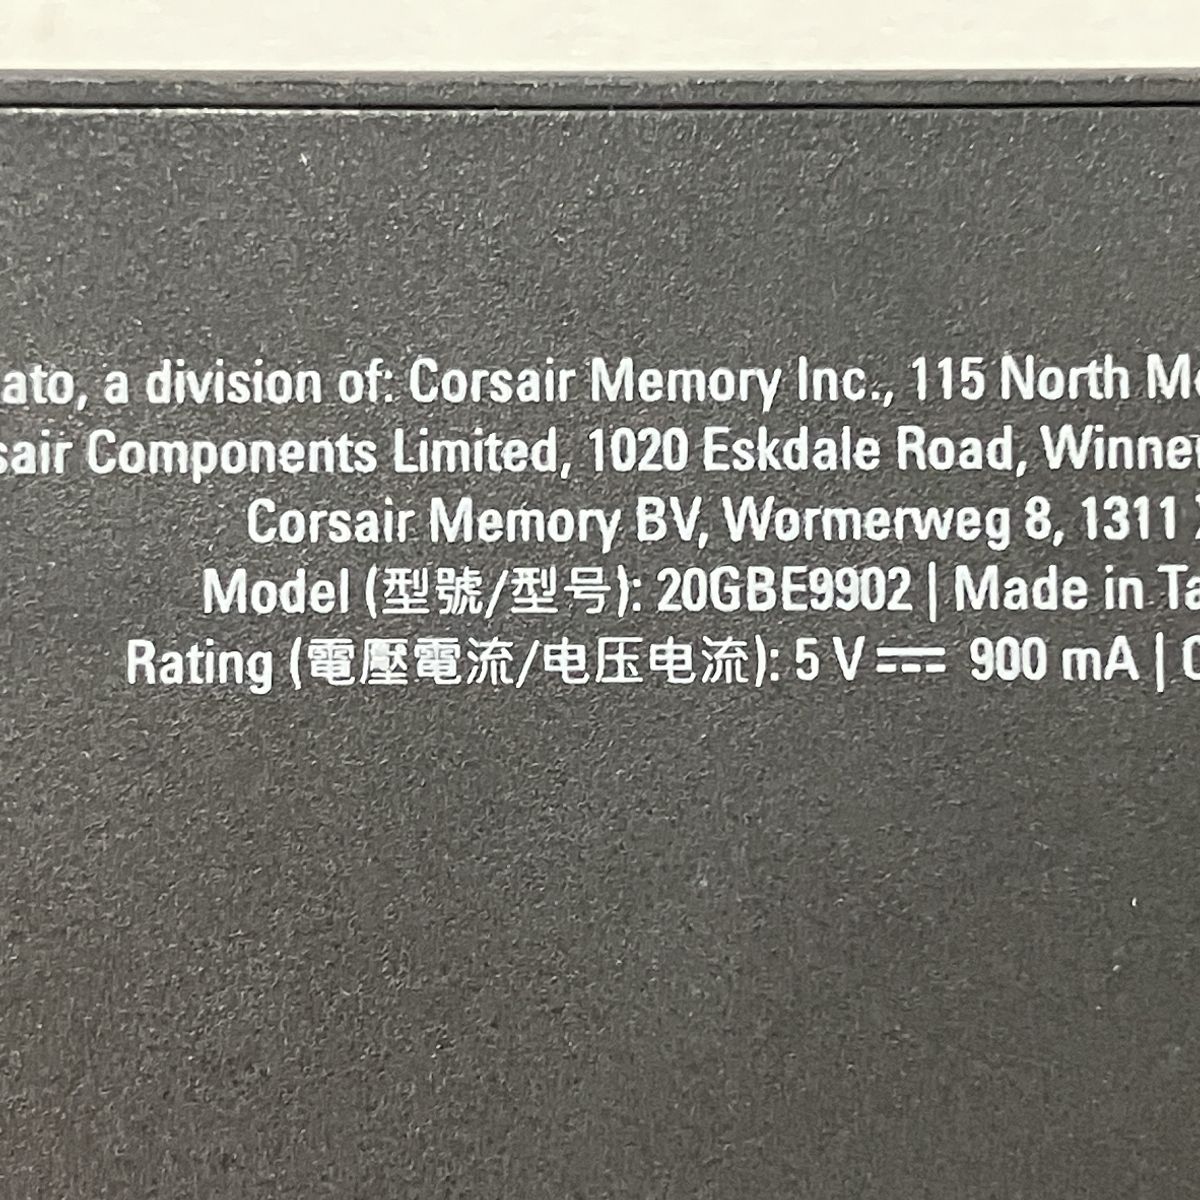 ato, a division of: Corsair Memory Inc., 115 North
sair Components Limited, 1020 Eskdale Road,
Corsair Memory BV, Wormerweg 8, 1311
Model (型號/型号): 20GBE9902 | Made in Ta
Rating (電壓電流/电压电流): 5 V⎓ 900 mA |